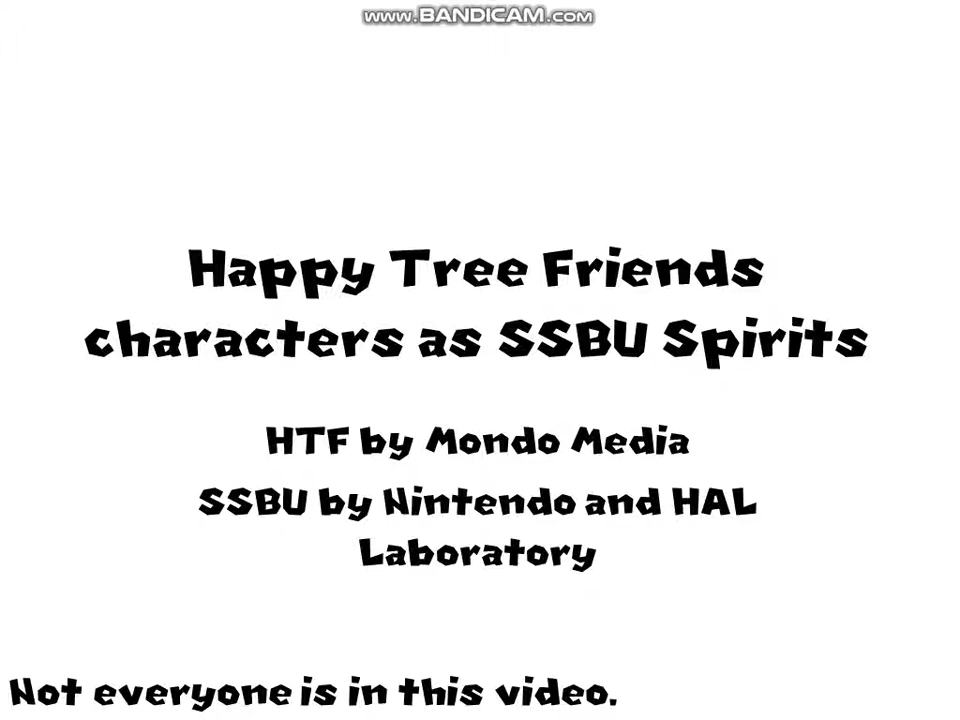 www.BANDICAM.com
Happy Tree Friends
characters as SSBU Spirits
HTF by Mondo Media
SSBU by Nintendo and HAL
Laboratory
Not everyone is in this video.